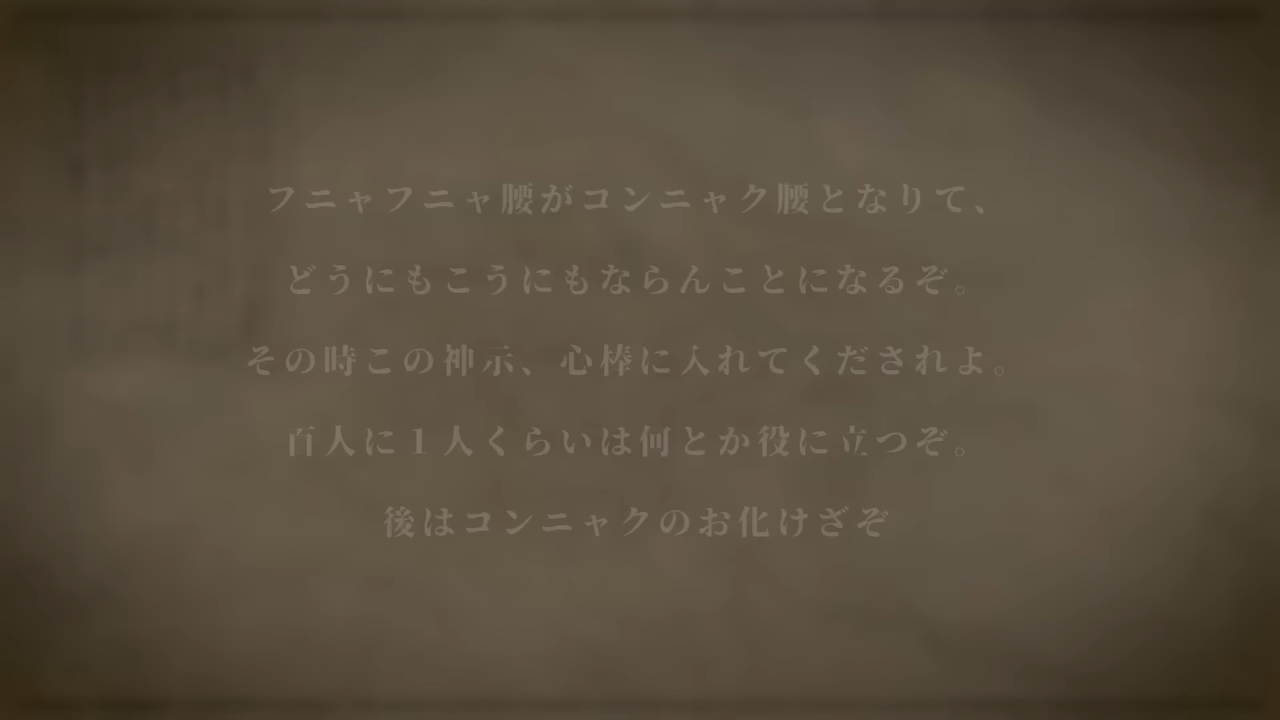 フニャフニャ腰がコンニャク腰となりて、
どうにもこうにもならんことになるぞ。
その時この神示、心棒に入れてくだされよ。
百人に１人くらいは何とか役に立つぞ。
後はコンニャクのお化けざぞ